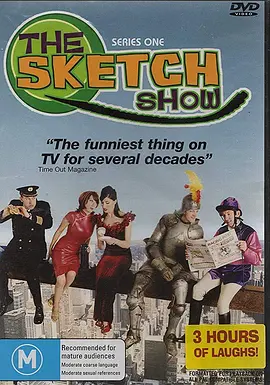 DVD
VIDEO
SERIES ONE
THE
SKETCH
SHOW
“The funniest thing on
TV for several decades”
Time Out Magazine
M
Recommended for
mature audiences
Moderate coarse language
Moderate sexual references
3 HOURS
OF LAUGHS!